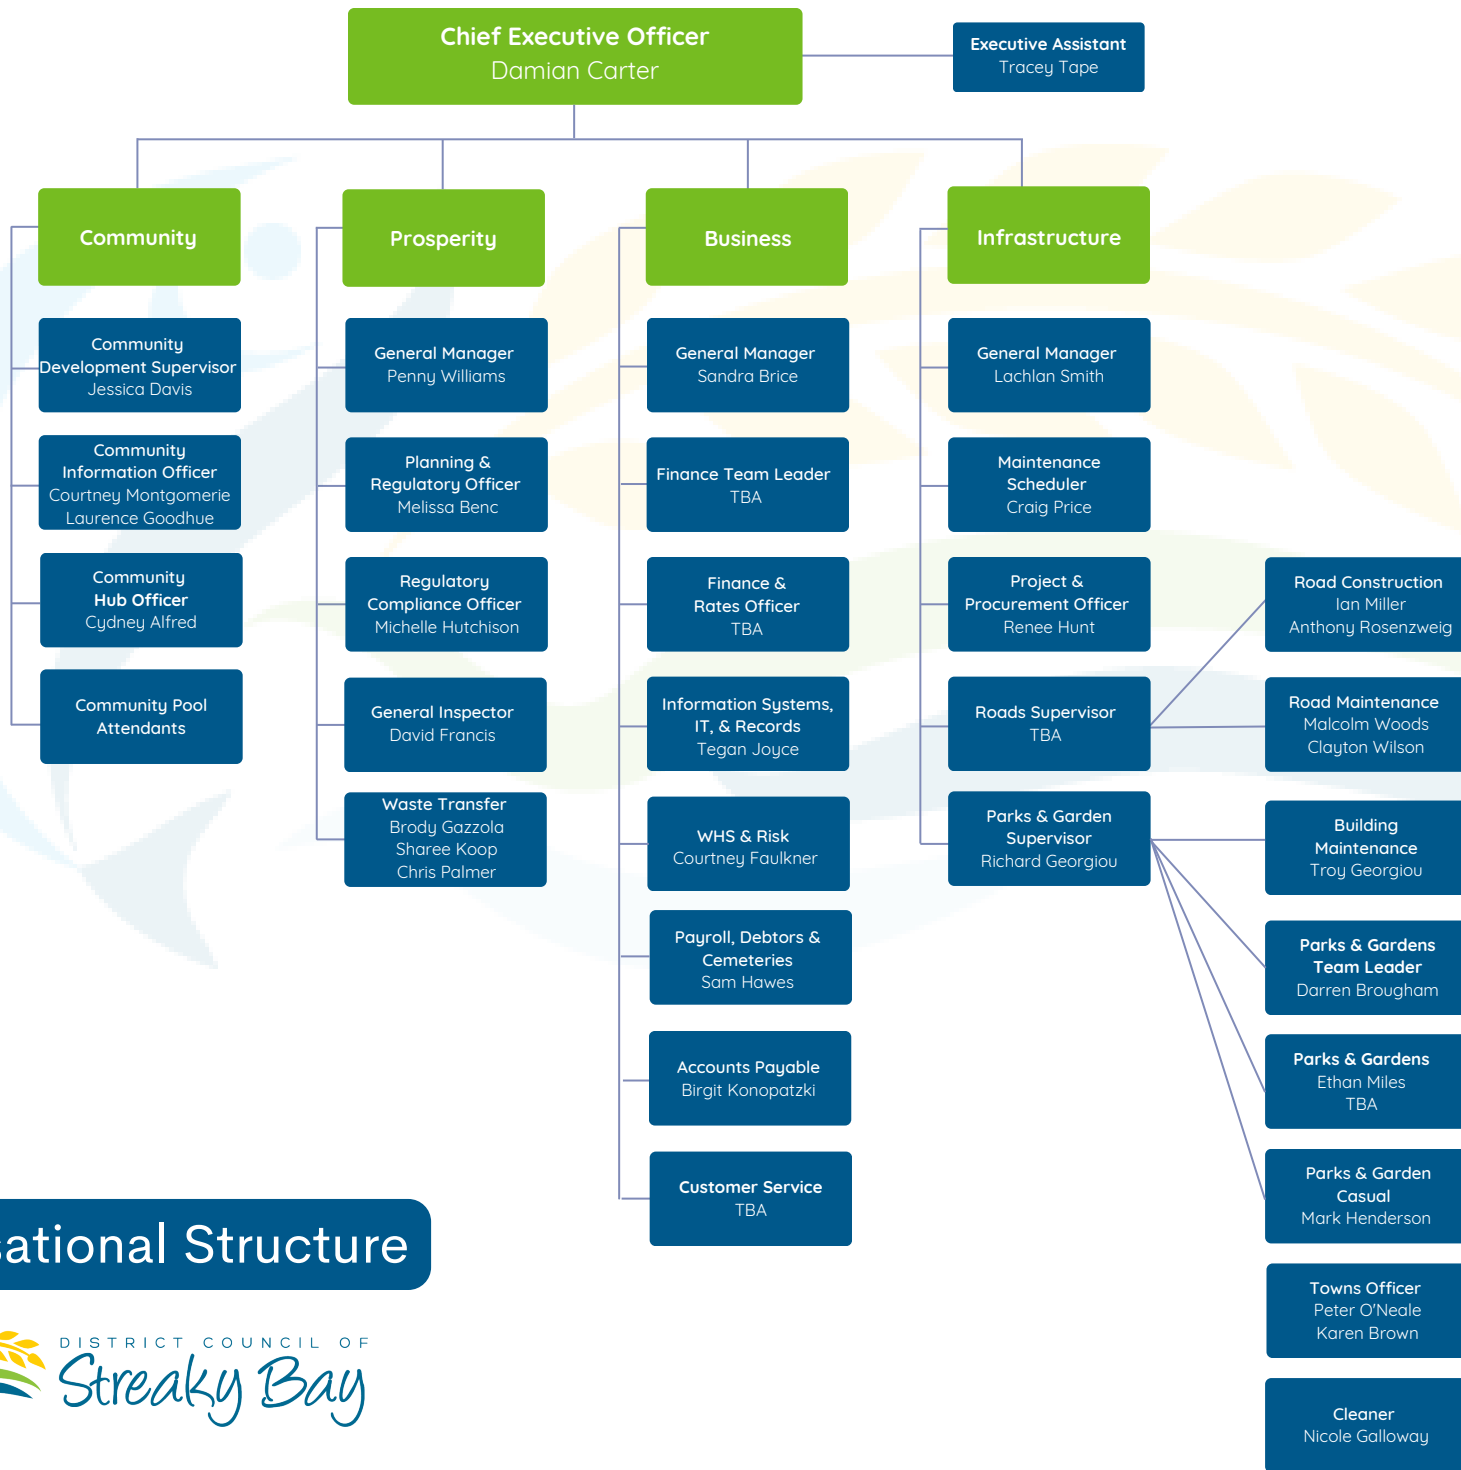 Chief Executive Officer
Damian Carter
Executive Assistant
Tracey Tape
Community
Community
Development Supervisor
Jessica Davis
Community
Information Officer
Courtney Montgomerie
Laurence Goodhue
Community
Hub Officer
Cydney Alfred
Community Pool
Attendants
Prosperity
General Manager
Penny Williams
Planning &
Regulatory Officer
Melissa Benc
Regulatory
Compliance Officer
Michelle Hutchison
General Inspector
David Francis
Waste Transfer
Brody Gazzola
Sharee Koop
Chris Palmer
Business
General Manager
Sandra Brice
Finance Team Leader
TBA
Finance &
Rates Officer
TBA
Information Systems,
IT, & Records
Tegan Joyce
WHS & Risk
Courtney Faulkner
Payroll, Debtors &
Cemeteries
Sam Hawes
Accounts Payable
Birgit Konopatzki
Customer Service
TBA
Infrastructure
General Manager
Lachlan Smith
Maintenance
Scheduler
Craig Price
Project &
Procurement Officer
Renee Hunt
Roads Supervisor
TBA
Parks & Garden
Supervisor
Richard Georgiou
Road Construction
Ian Miller
Anthony Rosenzweig
Road Maintenance
Malcolm Woods
Clayton Wilson
Building
Maintenance
Troy Georgiou
Parks & Gardens
Team Leader
Darren Brougham
Parks & Gardens
Ethan Miles
TBA
Parks & Garden
Casual
Mark Henderson
Towns Officer
Peter O'Neale
Karen Brown
Cleaner
Nicole Galloway
sational Structure
DISTRICT COUNCIL OF
Streaky Bay